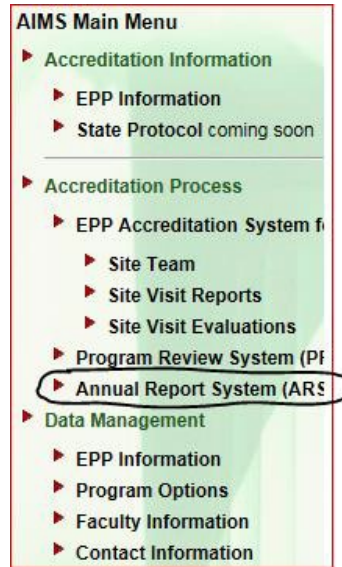 AIMS Main Menu
Accreditation Information
EPP Information
State Protocol coming soon
Accreditation Process
EPP Accreditation System f
Site Team
Site Visit Reports
Site Visit Evaluations
Program Review System (PF
Annual Report System (ARS
Data Management
EPP Information
Program Options
Faculty Information
Contact Information